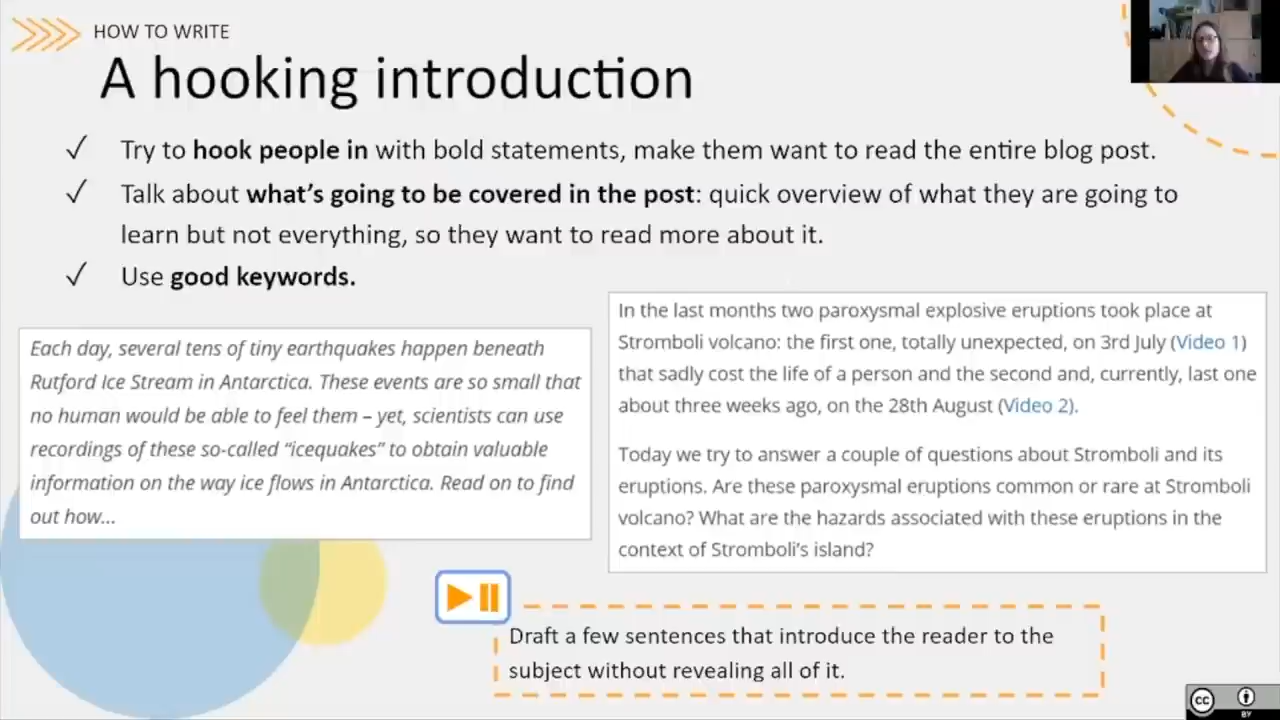 HOW TO WRITE
A hooking introduction
✓ Try to hook people in with bold statements, make them want to read the entire blog post.
✓ Talk about what's going to be covered in the post: quick overview of what they are going to
learn but not everything, so they want to read more about it.
✓ Use good keywords.
Each day, several tens of tiny earthquakes happen beneath
Rutford Ice Stream in Antarctica. These events are so small that
no human would be able to feel them – yet, scientists can use
recordings of these so-called “icequakes” to obtain valuable
information on the way ice flows in Antarctica. Read on to find
out how...
In the last months two paroxysmal explosive eruptions took place at
Stromboli volcano: the first one, totally unexpected, on 3rd July (Video 1)
that sadly cost the life of a person and the second and, currently, last one
about three weeks ago, on the 28th August (Video 2).
Today we try to answer a couple of questions about Stromboli and its
eruptions. Are these paroxysmal eruptions common or rare at Stromboli
volcano? What are the hazards associated with these eruptions in the
context of Stromboli's island?
Draft a few sentences that introduce the reader to the
subject without revealing all of it.
cc
BY